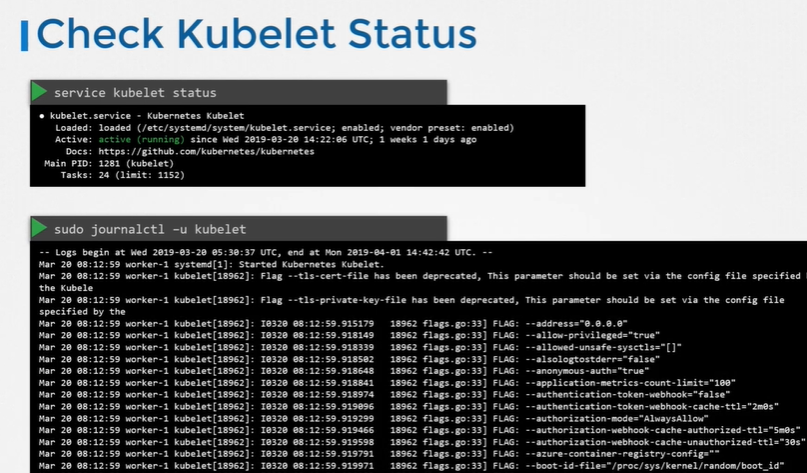 Check Kubelet Status
service kubelet status
● kubelet.service - Kubernetes Kubelet
Loaded: loaded (/etc/systemd/system/kubelet.service; enabled; vendor preset: enabled)
Active: active (running) since Wed 2019-03-20 14:22:06 UTC; 1 weeks 1 days ago
Docs: https://github.com/kubernetes/kubernetes
Main PID: 1281 (kubelet)
Tasks: 24 (limit: 1152)
sudo journalctl –u kubelet
-- Logs begin at Wed 2019-03-20 05:30:37 UTC, end at Mon 2019-04-01 14:42:42 UTC. --
Mar 20 08:12:59 worker-1 systemd[1]: Started Kubernetes Kubelet.
Mar 20 08:12:59 worker-1 kubelet[18962]: Flag --tls-cert-file has been deprecated, This parameter should be set via the config file specified
the Kubele
Mar 20 08:12:59 worker-1 kubelet[18962]: Flag --tls-private-key-file has been deprecated, This parameter should be set via the config file
specified by the
Mar 20 08:12:59 worker-1 kubelet[18962]: I0320 08:12:59.915179 18962 flags.go:33] FLAG: --address="0.0.0.0"
Mar 20 08:12:59 worker-1 kubelet[18962]: I0320 08:12:59.918149 18962 flags.go:33] FLAG: --allow-privileged="true"
Mar 20 08:12:59 worker-1 kubelet[18962]: I0320 08:12:59.918339 18962 flags.go:33] FLAG: --allowed-unsafe-sysctls="[]"
Mar 20 08:12:59 worker-1 kubelet[18962]: I0320 08:12:59.918502 18962 flags.go:33] FLAG: --alsologtostderr="false"
Mar 20 08:12:59 worker-1 kubelet[18962]: I0320 08:12:59.918648 18962 flags.go:33] FLAG: --anonymous-auth="true"
Mar 20 08:12:59 worker-1 kubelet[18962]: I0320 08:12:59.918841 18962 flags.go:33] FLAG: --application-metrics-count-limit="100"
Mar 20 08:12:59 worker-1 kubelet[18962]: I0320 08:12:59.918974 18962 flags.go:33] FLAG: --authentication-token-webhook="false"
Mar 20 08:12:59 worker-1 kubelet[18962]: I0320 08:12:59.919096 18962 flags.go:33] FLAG: --authentication-token-webhook-cache-ttl="2m0s"
Mar 20 08:12:59 worker-1 kubelet[18962]: I0320 08:12:59.919299 18962 flags.go:33] FLAG: --authorization-mode="AlwaysAllow"
Mar 20 08:12:59 worker-1 kubelet[18962]: I0320 08:12:59.919466 18962 flags.go:33] FLAG: --authorization-webhook-cache-authorized-ttl="5m0s"
Mar 20 08:12:59 worker-1 kubelet[18962]: I0320 08:12:59.919598 18962 flags.go:33] FLAG: --authorization-webhook-cache-unauthorized-ttl="30s"
Mar 20 08:12:59 worker-1 kubelet[18962]: I0320 08:12:59.919791 18962 flags.go:33] FLAG: --azure-container-registry-config=""
Mar 20 08:12:59 worker-1 kubelet[18962]: I0320 08:12:59.919971 18962 flags.go:33] FLAG: --boot-id-file="/proc/sys/kernel/random/boot_id"